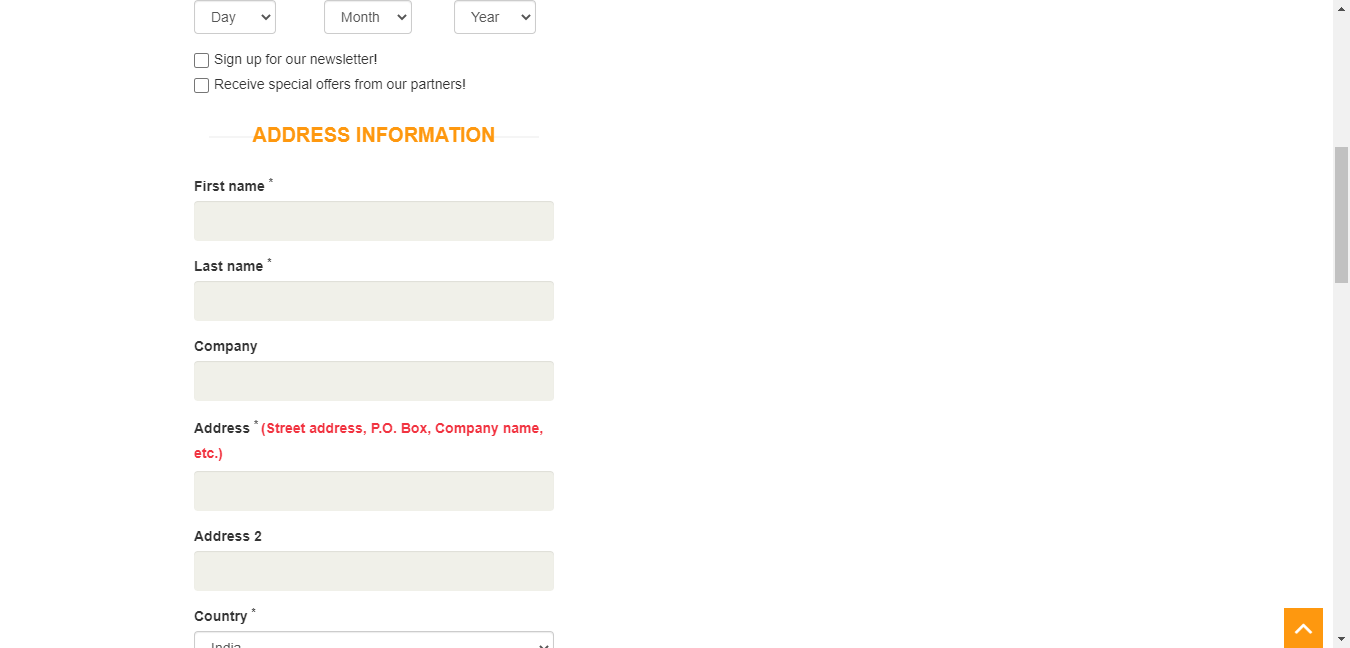 Day Month Year
Sign up for our newsletter!
Receive special offers from our partners!
ADDRESS INFORMATION
First name *
Last name *
Company
Address * (Street address, P.O. Box, Company name,
etc.)
Address 2
Country *
India